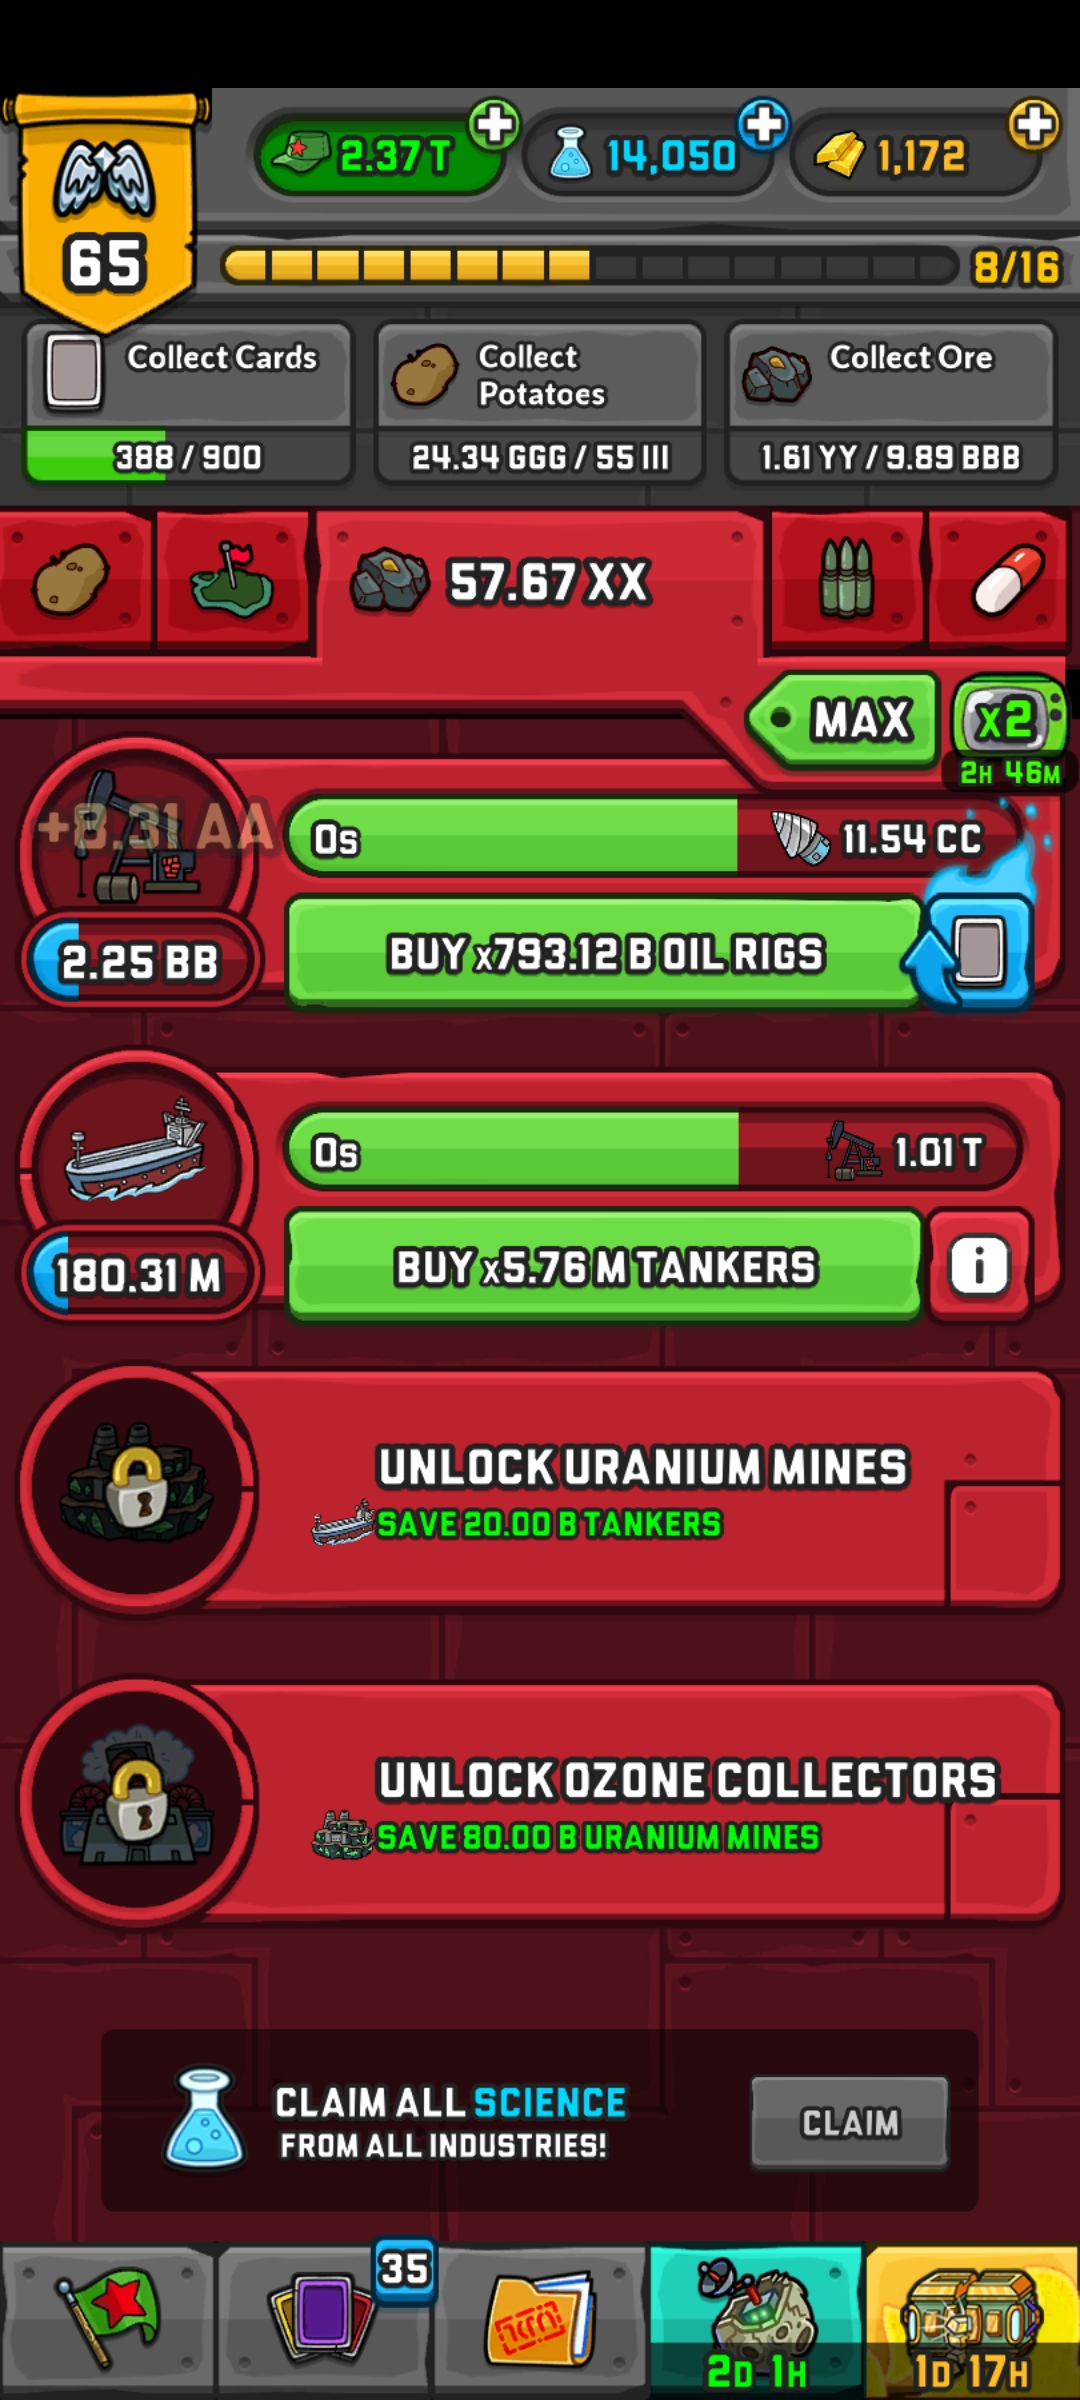 65
2.37 T
14,050
1,172
8/16
Collect Cards
388 / 900
Collect
Potatoes
24.34 GGG / 55 III
Collect Ore
1.61 YY / 9.89 BBB
57.67 XX
MAX
x2
2H 46M
+8.31 AA
0s
11.54 CC
2.25 BB
BUY x793.12 B OIL RIGS
0s
1.01 T
180.31 M
BUY x5.76 M TANKERS
i
UNLOCK URANIUM MINES
SAVE 20.00 B TANKERS
UNLOCK OZONE COLLECTORS
SAVE 80.00 B URANIUM MINES
CLAIM ALL SCIENCE
FROM ALL INDUSTRIES!
CLAIM
35
2D 1H
1D 17H